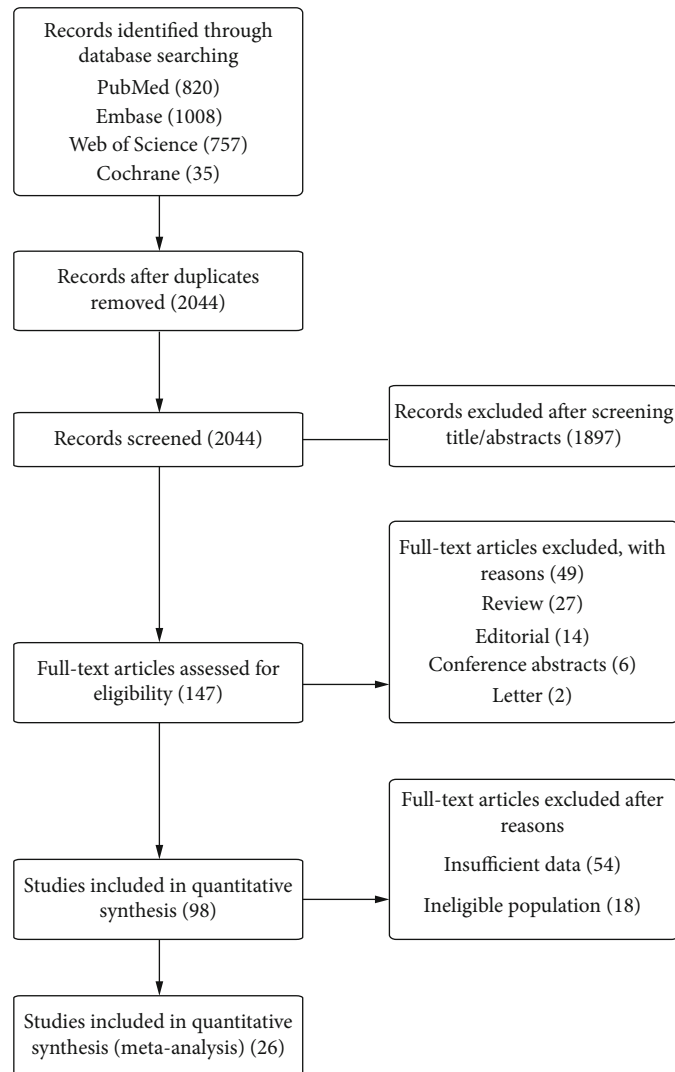 Records identified through
database searching
PubMed (820)
Embase (1008)
Web of Science (757)
Cochrane (35)
Records after duplicates
removed (2044)
Records screened (2044)
Records excluded after screening
title/abstracts (1897)
Full-text articles excluded, with
reasons (49)
Review (27)
Editorial (14)
Conference abstracts (6)
Letter (2)
Full-text articles assessed for
eligibility (147)
Full-text articles excluded after
reasons
Insufficient data (54)
Ineligible population (18)
Studies included in quantitative
synthesis (98)
Studies included in quantitative
synthesis (meta-analysis) (26)